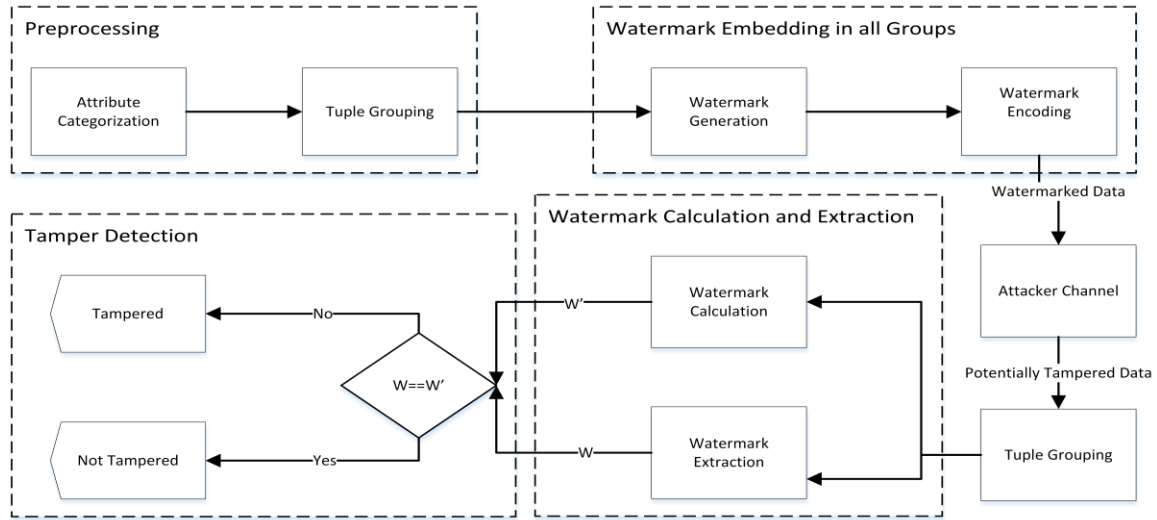 Preprocessing
Attribute
Categorization
Tuple Grouping
Watermark Embedding in all Groups
Watermark
Generation
Watermark
Encoding
Watermarked Data
Attacker Channel
Potentially Tampered Data
Tuple Grouping
Watermark Calculation and Extraction
Watermark
Calculation
Watermark
Extraction
W'
W
Tamper Detection
W==W'
No
Tampered
Yes
Not Tampered